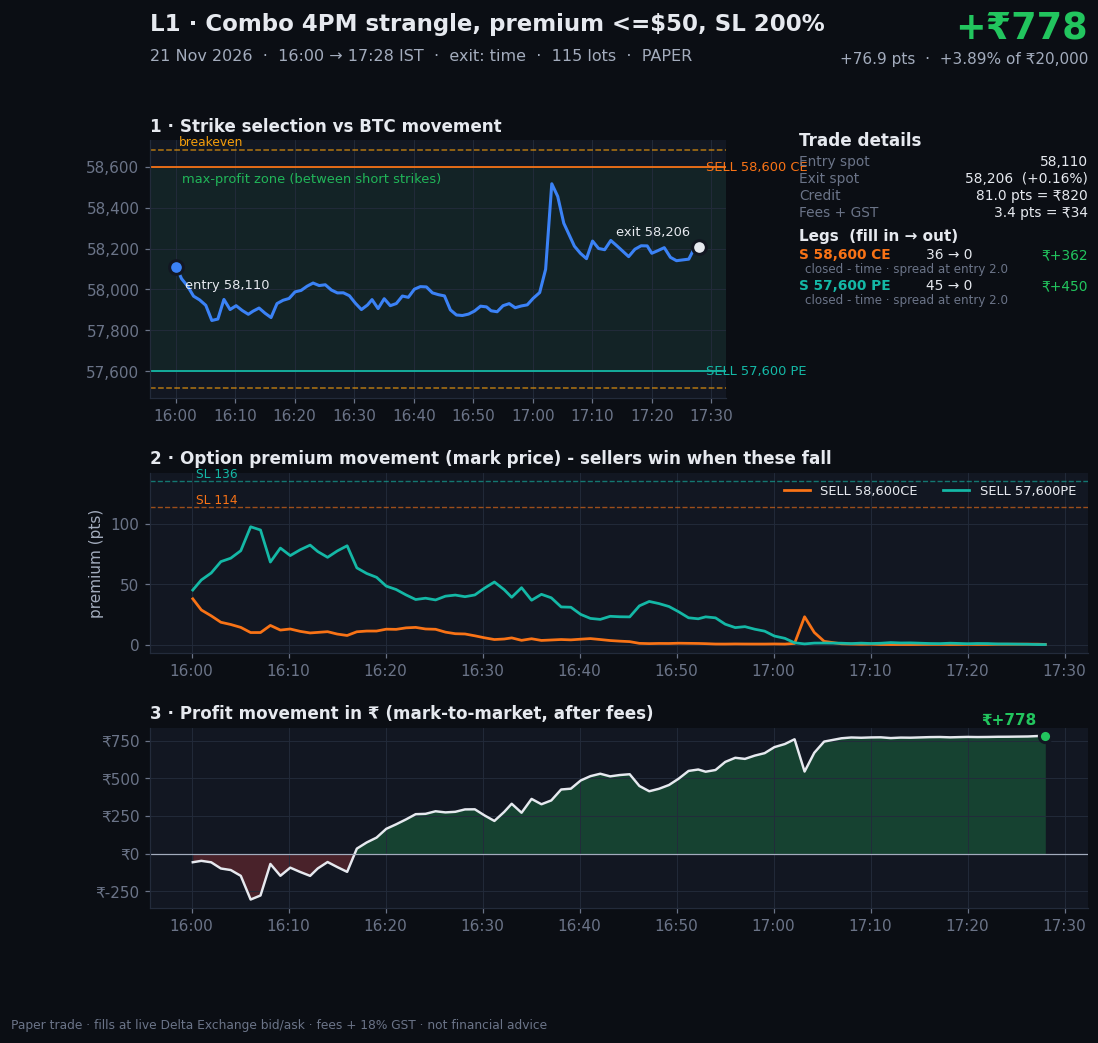 L1 · Combo 4PM strangle, premium <=$50, SL 200%
+₹778
21 Nov 2026 · 16:00 → 17:28 IST · exit: time · 115 lots · PAPER
+76.9 pts · +3.89% of ₹20,000
1 · Strike selection vs BTC movement
breakeven
58,600
58,400
58,200
58,000
57,800
57,600
SELL 58,600 CE
max-profit zone (between short strikes)
exit 58,206
entry 58,110
SELL 57,600 PE
16:00 16:10 16:20 16:30 16:40 16:50 17:00 17:10 17:20 17:30
Trade details
Entry spot 58,110
Exit spot 58,206 (+0.16%)
Credit 81.0 pts = ₹820
Fees + GST 3.4 pts = ₹34
Legs (fill in → out)
S 58,600 CE 36 → 0 ₹+362
closed - time · spread at entry 2.0
S 57,600 PE 45 → 0 ₹+450
closed - time · spread at entry 2.0
2 · Option premium movement (mark price) - sellers win when these fall
SL 136
SL 114
SELL 58,600CE SELL 57,600PE
premium (pts)
100
50
0
16:00 16:10 16:20 16:30 16:40 16:50 17:00 17:10 17:20 17:30
3 · Profit movement in ₹ (mark-to-market, after fees)
₹+778
₹750
₹500
₹250
₹0
₹-250
16:00 16:10 16:20 16:30 16:40 16:50 17:00 17:10 17:20 17:30
Paper trade · fills at live Delta Exchange bid/ask · fees + 18% GST · not financial advice